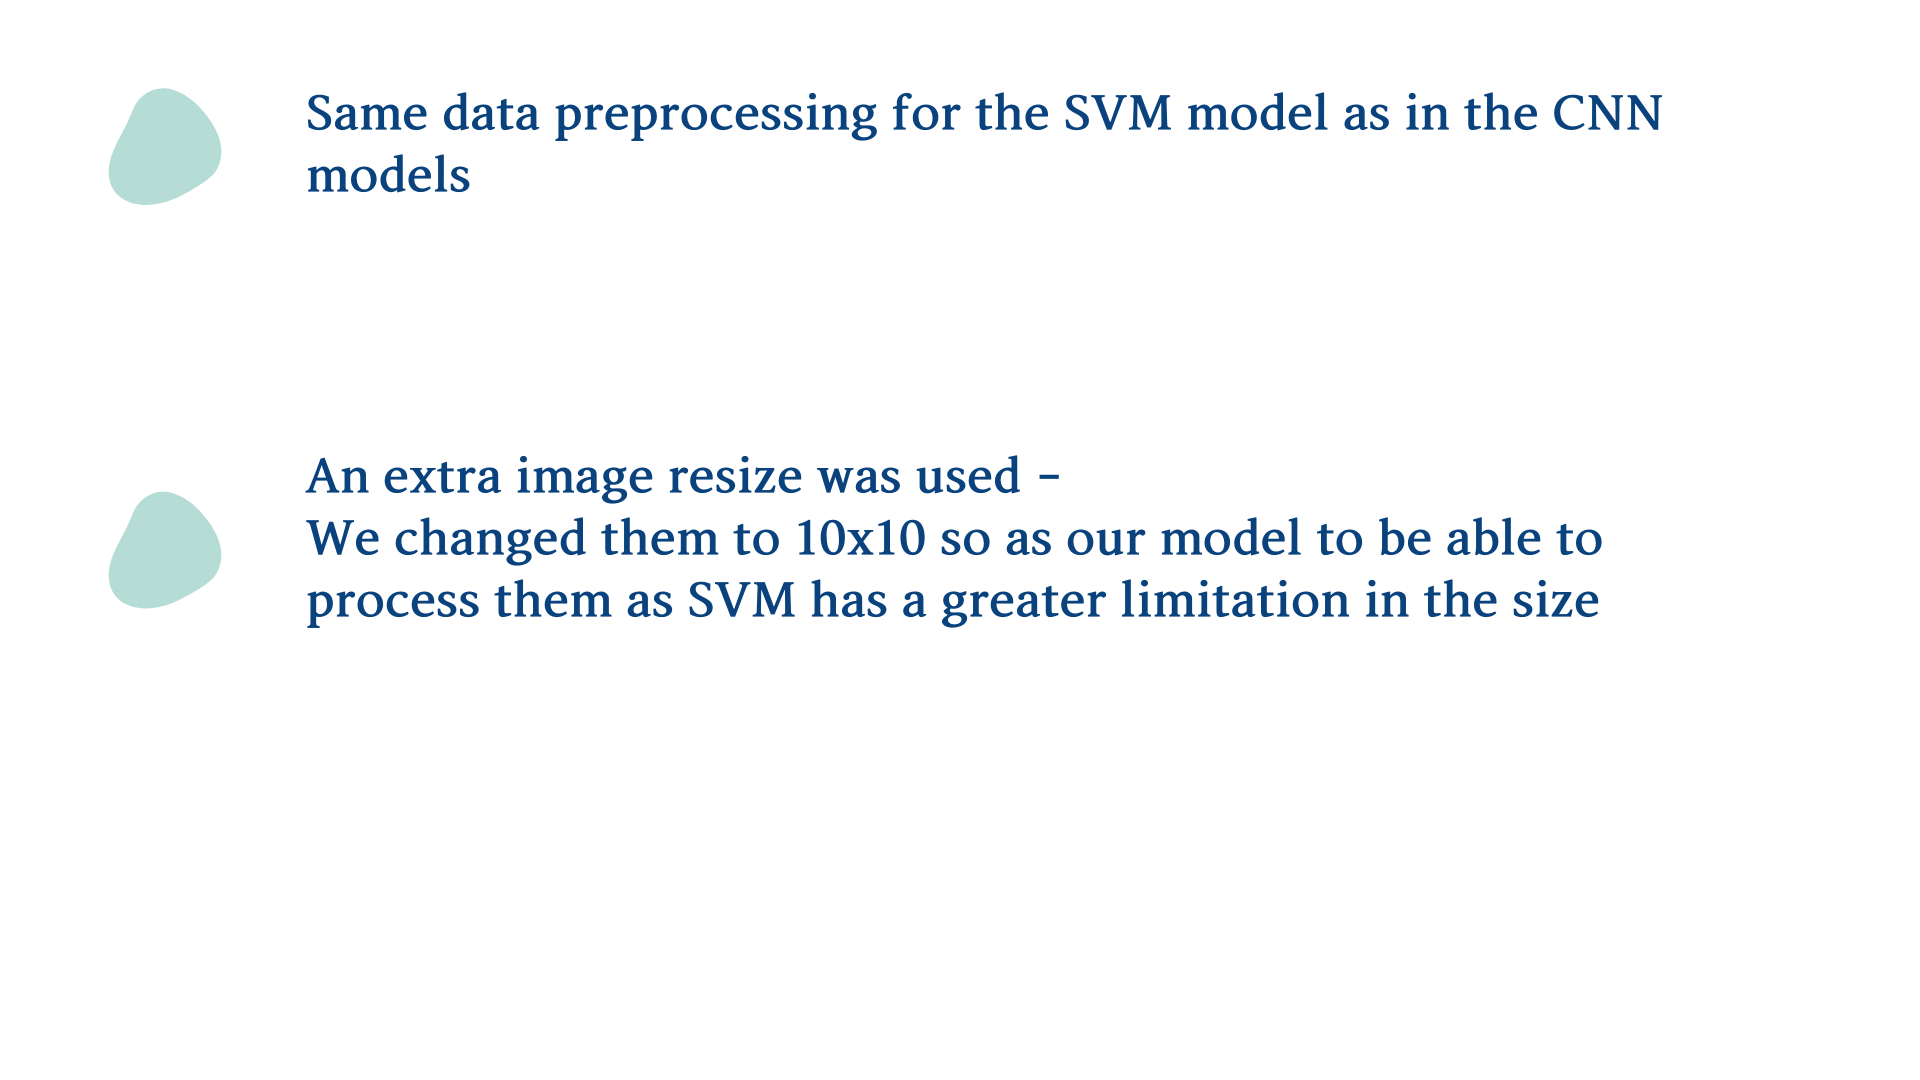 Same data preprocessing for the SVM model as in the CNN
models
An extra image resize was used –
We changed them to 10x10 so as our model to be able to
process them as SVM has a greater limitation in the size